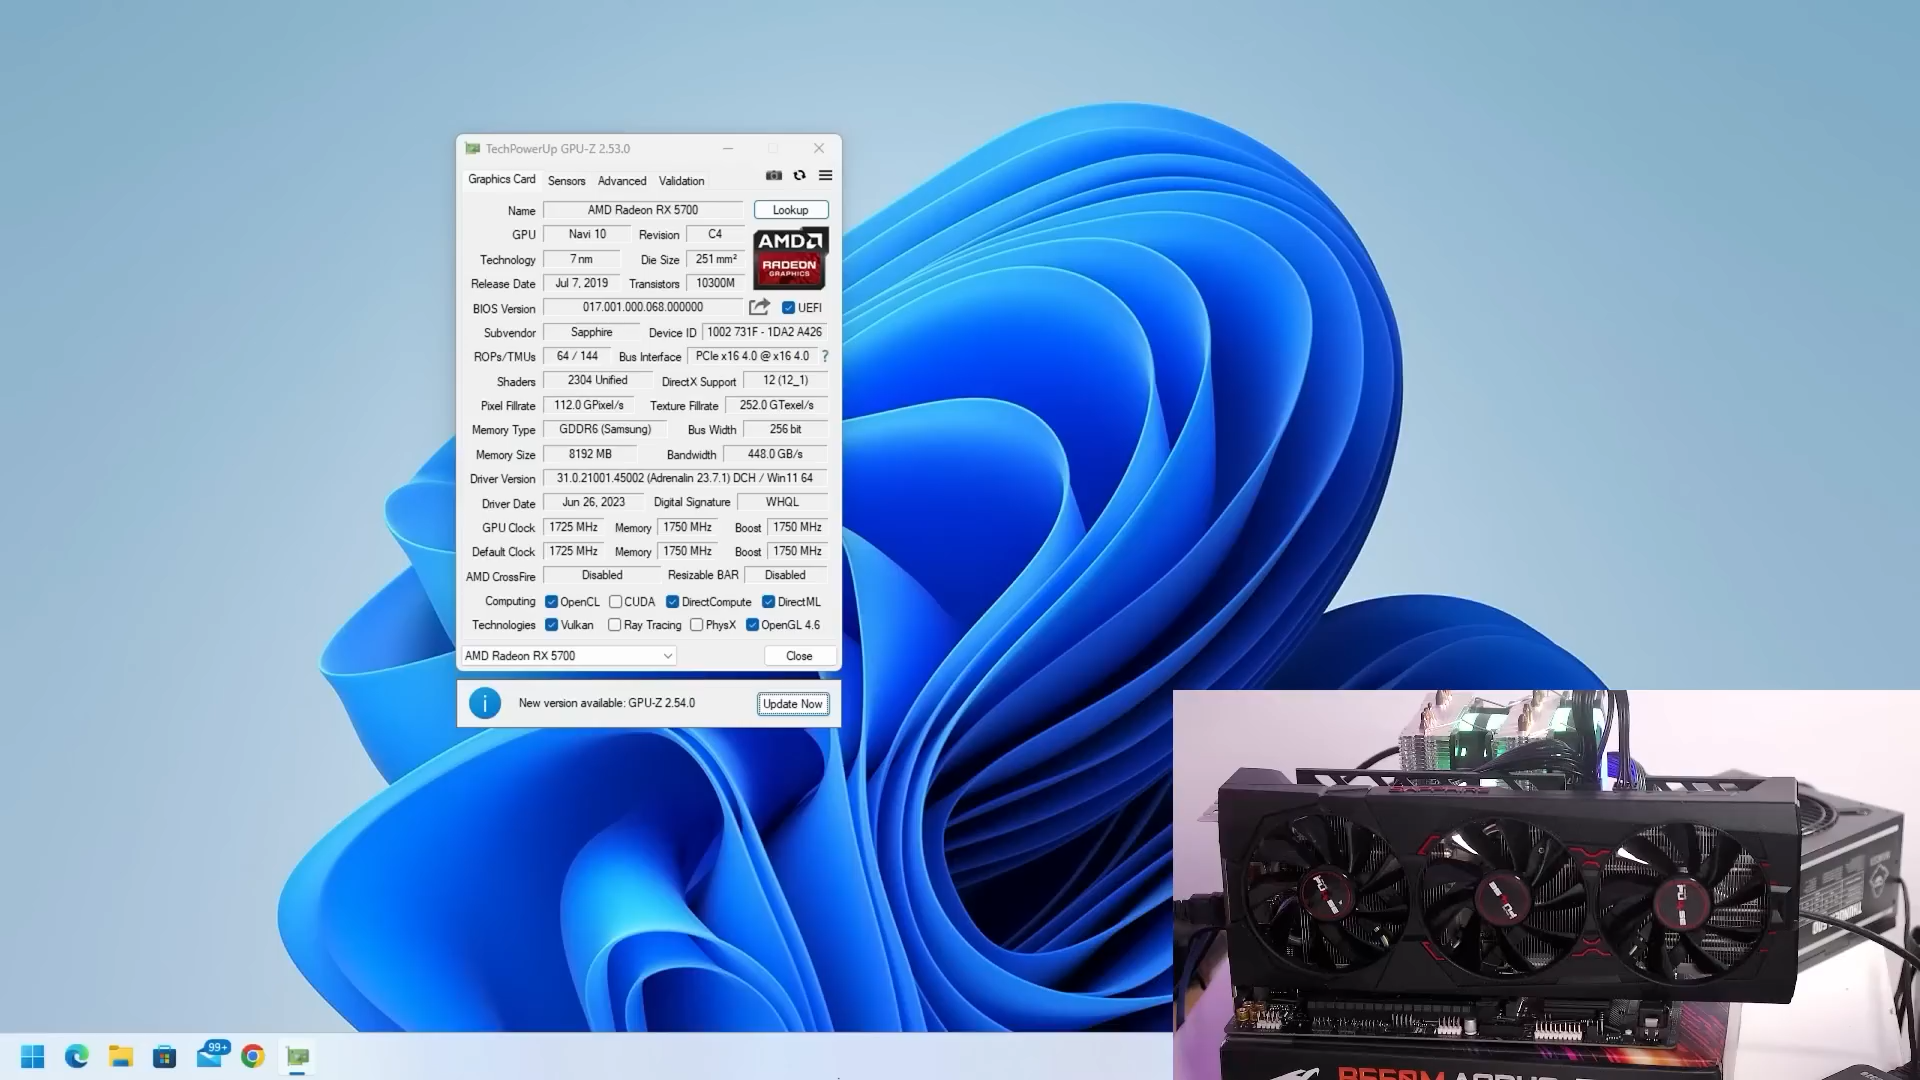 TechPowerUp GPU-Z 2.53.0
Graphics Card Sensors Advanced Validation
Name AMD Radeon RX 5700 Lookup
GPU Navi 10 Revision C4
Technology 7 nm Die Size 251 mm²
Release Date Jul 7, 2019 Transistors 10300M
AMD RADEON GRAPHICS
BIOS Version 017.001.000.068.000000 UEFI
Subvendor Sapphire Device ID 1002 731F - 1DA2 A426
ROPs/TMUs 64 / 144 Bus Interface PCIe x16 4.0 @ x16 4.0 ?
Shaders 2304 Unified DirectX Support 12 (12_1)
Pixel Fillrate 112.0 GPixel/s Texture Fillrate 252.0 GTexel/s
Memory Type GDDR6 (Samsung) Bus Width 256 bit
Memory Size 8192 MB Bandwidth 448.0 GB/s
Driver Version 31.0.21001.45002 (Adrenalin 23.7.1) DCH / Win11 64
Driver Date Jun 26, 2023 Digital Signature WHQL
GPU Clock 1725 MHz Memory 1750 MHz Boost 1750 MHz
Default Clock 1725 MHz Memory 1750 MHz Boost 1750 MHz
AMD CrossFire Disabled Resizable BAR Disabled
Computing OpenCL CUDA DirectCompute DirectML
Technologies Vulkan Ray Tracing PhysX OpenGL 4.6
AMD Radeon RX 5700 Close
i New version available: GPU-Z 2.54.0 Update Now
SAPPHIRE
PULSE PULSE PULSE
B550M AORUS
99+